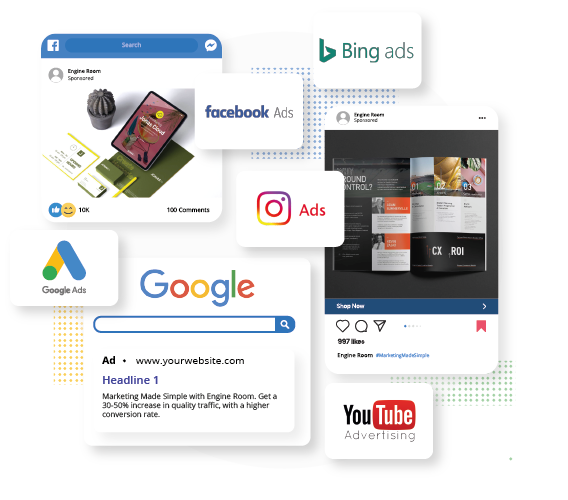 Search
Engine Room
Sponsored
10K
100 Comments
facebook Ads
Bing ads
Engine Room
Sponsored
ROUND
CONTROL?
01
02
03
CX
.ROI
Shop Now
997 likes
Engine Room #MarketingMadeSimple
Ads
Google Ads
Google
Ad • www.yourwebsite.com
Headline 1
Marketing Made Simple with Engine Room. Get a
30-50% increase in quality traffic, with a higher
conversion rate.
YouTube
Advertising